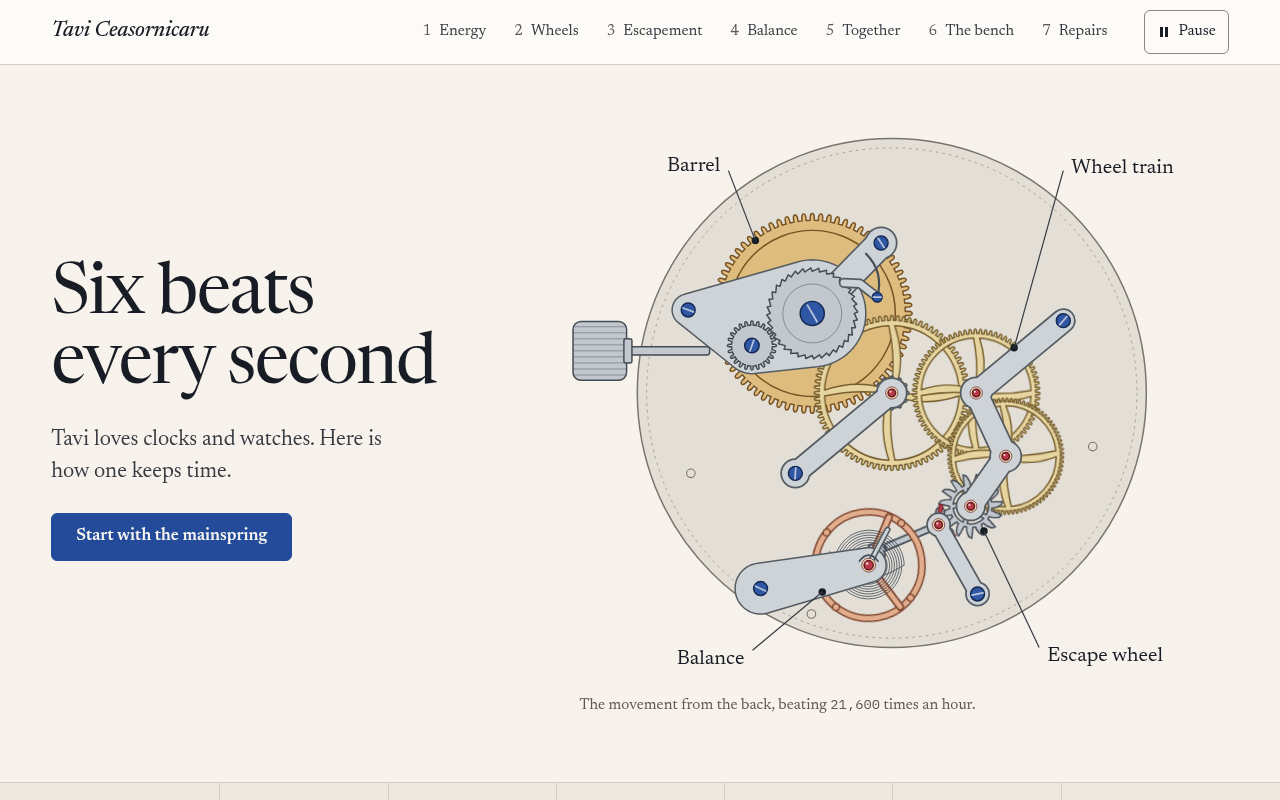 Tavi Ceasornicaru
1 Energy
2 Wheels
3 Escapement
4 Balance
5 Together
6 The bench
7 Repairs
Pause
Six beats
every second
Tavi loves clocks and watches. Here is
how one keeps time.
Start with the mainspring
Barrel
Wheel train
Balance
Escape wheel
The movement from the back, beating 21,600 times an hour.